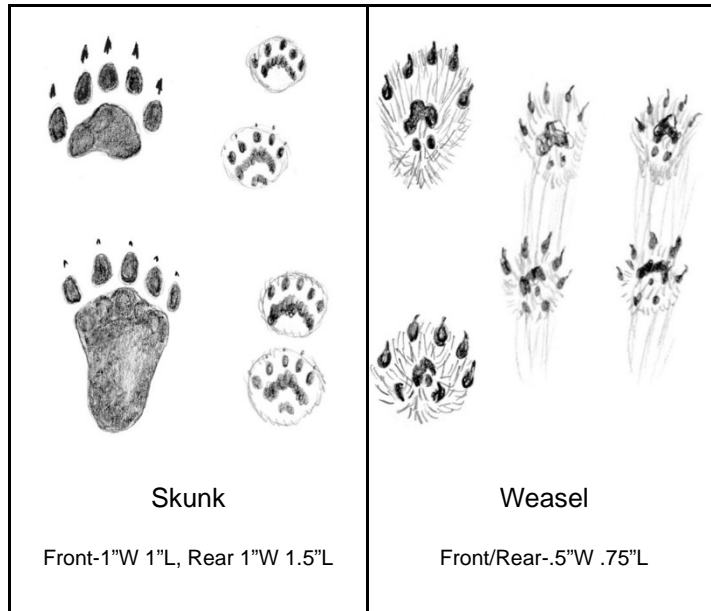 Skunk
Front-1”W 1”L, Rear 1”W 1.5”L
Weasel
Front/Rear-.5”W .75”L